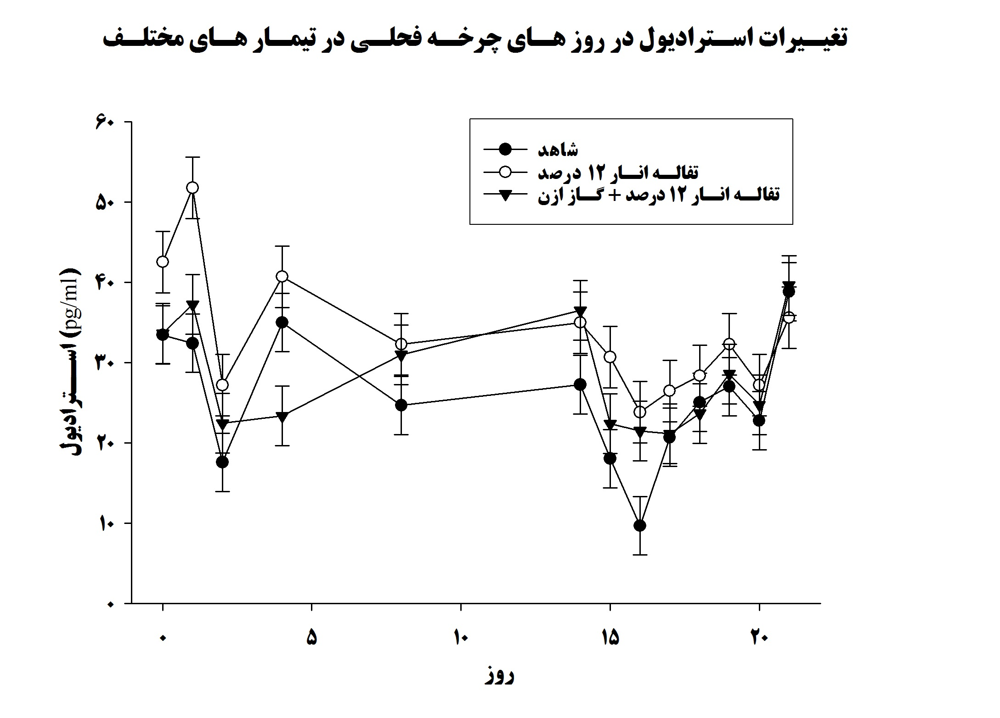 تغییرات استرادیول در روز های چرخه فحلی در تیمار های مختلف
شاهد
تفاله انار ۱۲ درصد
تفاله انار ۱۲ درصد + گاز ازن
استرادیول (pg/ml)
۶۰
۵۰
۴۰
۳۰
۲۰
۱۰
۰
۰ ۵ ۱۰ ۱۵ ۲۰
روز